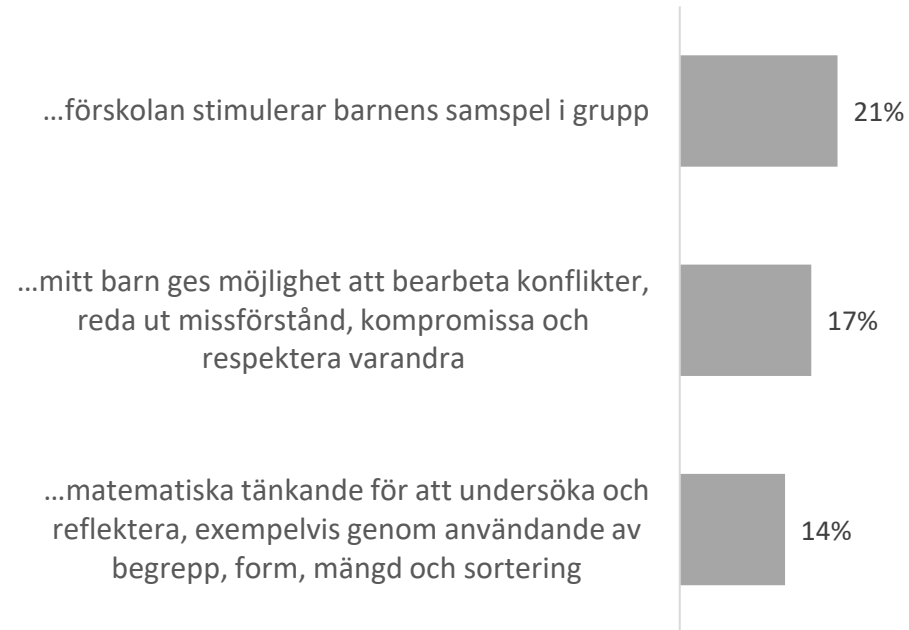 …förskolan stimulerar barnens samspel i grupp
21%
…mitt barn ges möjlighet att bearbeta konflikter,
reda ut missförstånd, kompromissa och
respektera varandra
17%
…matematiska tänkande för att undersöka och
reflektera, exempelvis genom användande av
begrepp, form, mängd och sortering
14%